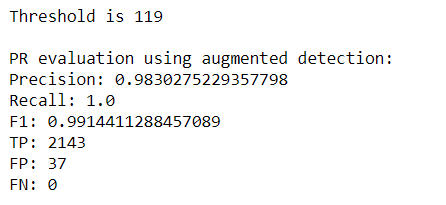 Threshold is 119
PR evaluation using augmented detection:
Precision: 0.9830275229357798
Recall: 1.0
F1: 0.9914411288457089
TP: 2143
FP: 37
FN: 0